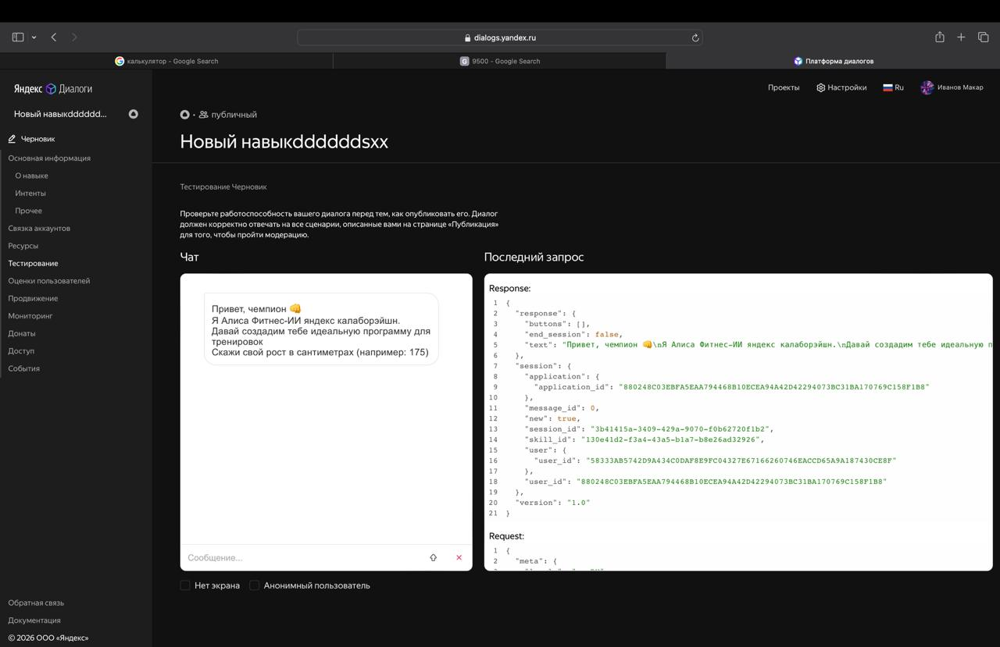 dialogs.yandex.ru
калькулятор – Google Search
G 9500 – Google Search
Платформа диалогов
Яндекс Диалоги
Проекты Настройки Ru Иванов Макар
Новый навыкdddddd...
Черновик
Основная информация
О навыке
Интенты
Прочее
Связка аккаунтов
Ресурсы
Тестирование
Оценки пользователей
Продвижение
Мониторинг
Донаты
Доступ
События
Обратная связь
Документация
© 2026 ООО «Яндекс»
• публичный
Новый навыкddddddsxx
Тестирование Черновик
Проверьте работоспособность вашего диалога перед тем, как опубликовать его. Диалог
должен корректно отвечать на все сценарии, описанные вами на странице «Публикация»
для того, чтобы пройти модерацию.
Чат
Привет, чемпион 👊
Я Алиса Фитнес-ИИ яндекс калаборэйшн.
Давай создадим тебе идеальную программу для
тренировок
Скажи свой рост в сантиметрах (например: 175)
Сообщение...
Нет экрана Анонимный пользователь
Последний запрос
Response:
1 {
2 "response": {
3 "buttons": [],
4 "end_session": false,
5 "text": "Привет, чемпион 👊\nЯ Алиса Фитнес-ИИ яндекс калаборэйшн.\nДавай создадим тебе идеальную п
6 },
7 "session": {
8 "application": {
9 "application_id": "880248C03EBFA5EAA794468B10ECEA94A42D42294073BC31BA170769C158F1B8"
10 },
11 "message_id": 0,
12 "new": true,
13 "session_id": "3b41415a-3409-429a-9070-f0b62720f1b2",
14 "skill_id": "130e41d2-f3a4-43a5-b1a7-b8e26ad32926",
15 "user": {
16 "user_id": "58333AB5742D9A434C0DAF8E9FC04327E67166260746EACCD65A9A187430CE8F"
17 },
18 "user_id": "880248C03EBFA5EAA794468B10ECEA94A42D42294073BC31BA170769C158F1B8"
19 },
20 "version": "1.0"
21 }
Request:
1 {
2 "meta": {